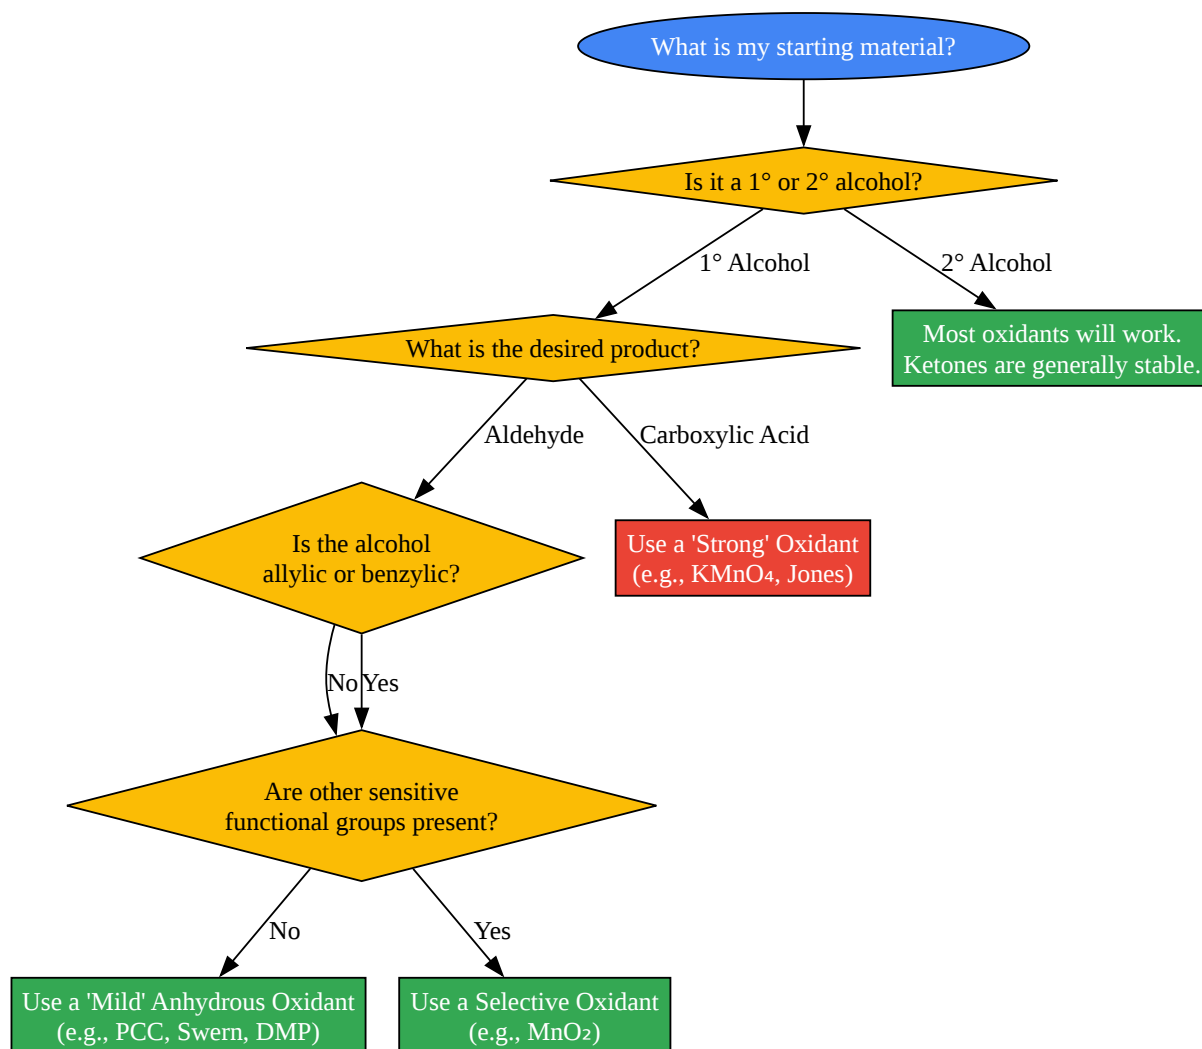 What is my starting material?
Is it a 1° or 2° alcohol?
1° Alcohol
2° Alcohol
What is the desired product?
Most oxidants will work.
Ketones are generally stable.
Aldehyde
Carboxylic Acid
Is the alcohol
allylic or benzylic?
Use a 'Strong' Oxidant
(e.g., KMnO₄, Jones)
No
Yes
Are other sensitive
functional groups present?
No
Yes
Use a 'Mild' Anhydrous Oxidant
(e.g., PCC, Swern, DMP)
Use a Selective Oxidant
(e.g., MnO₂)